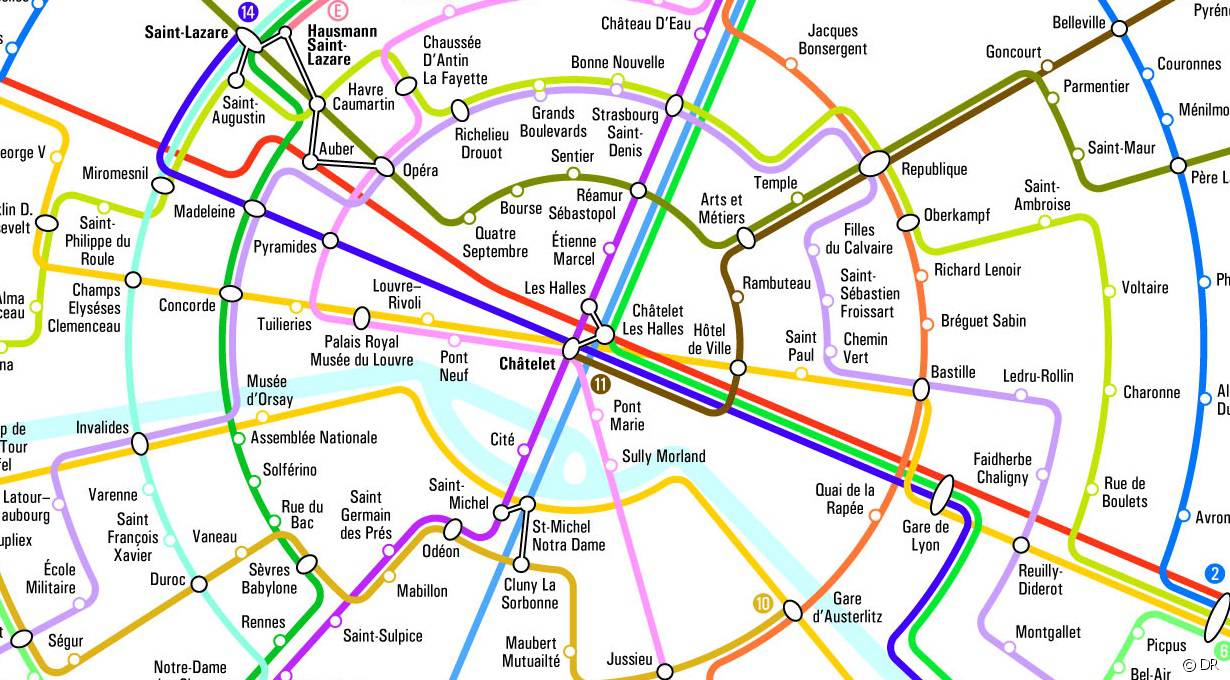 14
E
Saint-Lazare
Hausmann
Saint-
Lazare
Chaussée
D'Antin
La Fayette
Château D'Eau
Jacques
Bonsergent
Belleville
Pyrén
Goncourt
Couronnes
Bonne Nouvelle
Havre
Caumartin
Saint-
Augustin
Parmentier
Ménilmo
Grands
Boulevards
Strasbourg
Saint-
Denis
Richelieu
Drouot
Auber
Opéra
Sentier
Saint-Maur
eorge V
Miromesnil
Republique
Père L
Temple
Réamur
Sébastopol
Arts et
Métiers
Saint-
Ambroise
Oberkampf
Bourse
Madeleine
klin D.
sevelt
Saint-
Philippe du
Roule
Quatre
Septembre
Pyramides
Étienne
Marcel
Filles
du Calvaire
Richard Lenoir
Rambuteau
Saint-
Sébastien
Froissart
Voltaire
Ph
Les Halles
Louvre–
Rivoli
Alma
ceau
Champs
Elyséses
Clemenceau
Concorde
Tuilieries
Châtelet
Les Halles
Hôtel
de Ville
Bréguet Sabin
Saint
Paul
Chemin
Vert
Palais Royal
Musée du Louvre
Pont
Neuf
Châtelet
na
Bastille
Ledru-Rollin
11
Musée
d'Orsay
Charonne
Al
Du
Pont
Marie
p de
Tour
fel
Invalides
Assemblée Nationale
Cité
Sully Morland
Solférino
Faidherbe
Chaligny
Varenne
Latour–
aubourg
Saint
Germain
des Prés
Saint-
Michel
Quai de la
Rapée
Rue de
Boulets
Rue du
Bac
Avron
Saint
François
Xavier
upliex
Vaneau
Odéon
St-Michel
Notra Dame
Gare de
Lyon
École
Militaire
Duroc
Sèvres
Babylone
Mabillon
Cluny La
Sorbonne
Reuilly-
Diderot
2
10
Gare
d'Austerlitz
t
Ségur
Rennes
Saint-Sulpice
Maubert
Mutuailté
Jussieu
Montgallet
Picpus
6
Notre-Dame
Bel-Air
© DR